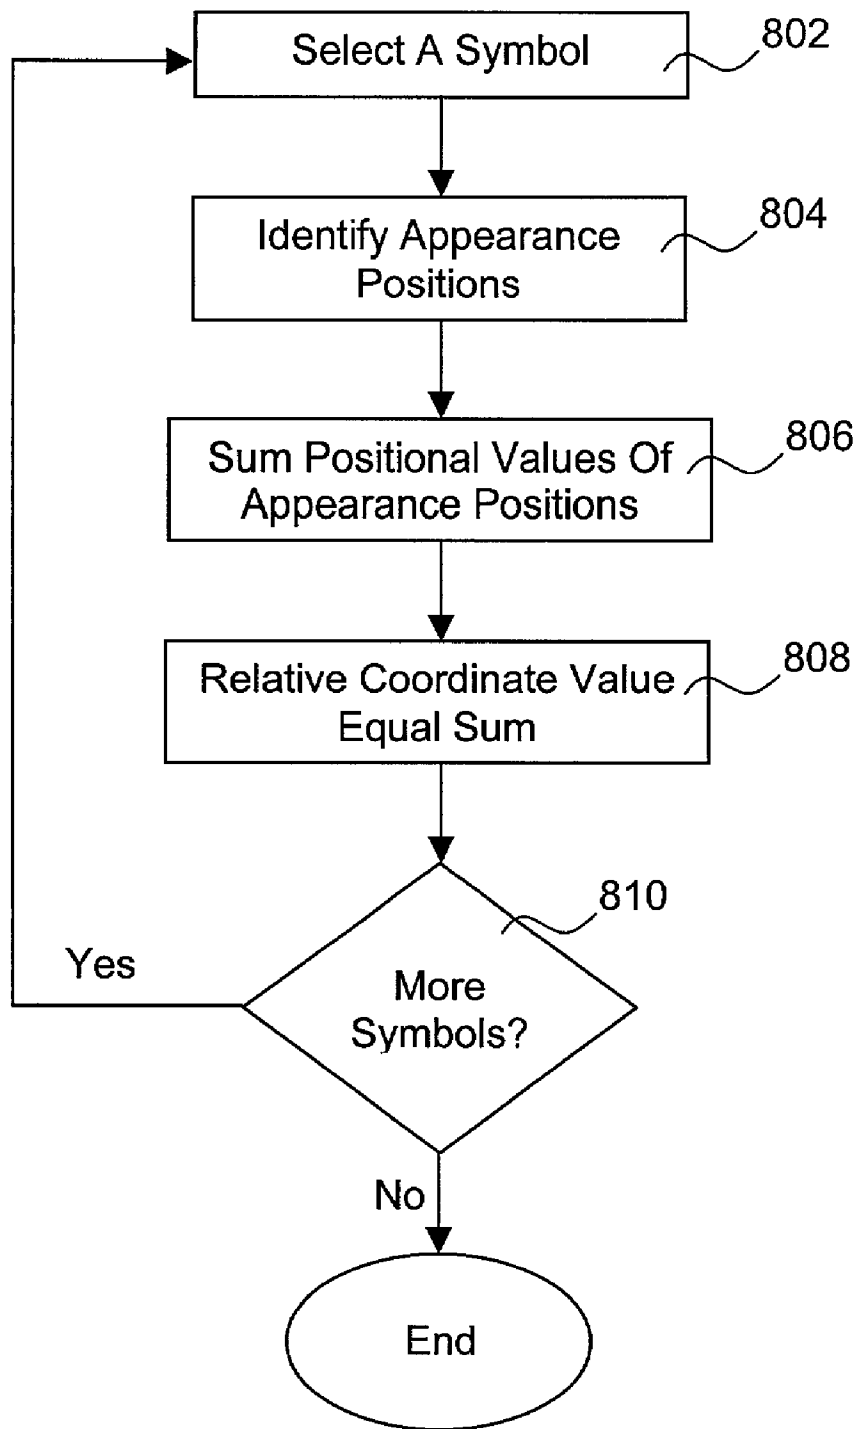 Select A Symbol
802
Identify Appearance
Positions
804
Sum Positional Values Of
Appearance Positions
806
Relative Coordinate Value
Equal Sum
808
810
Yes
More
Symbols?
No
End